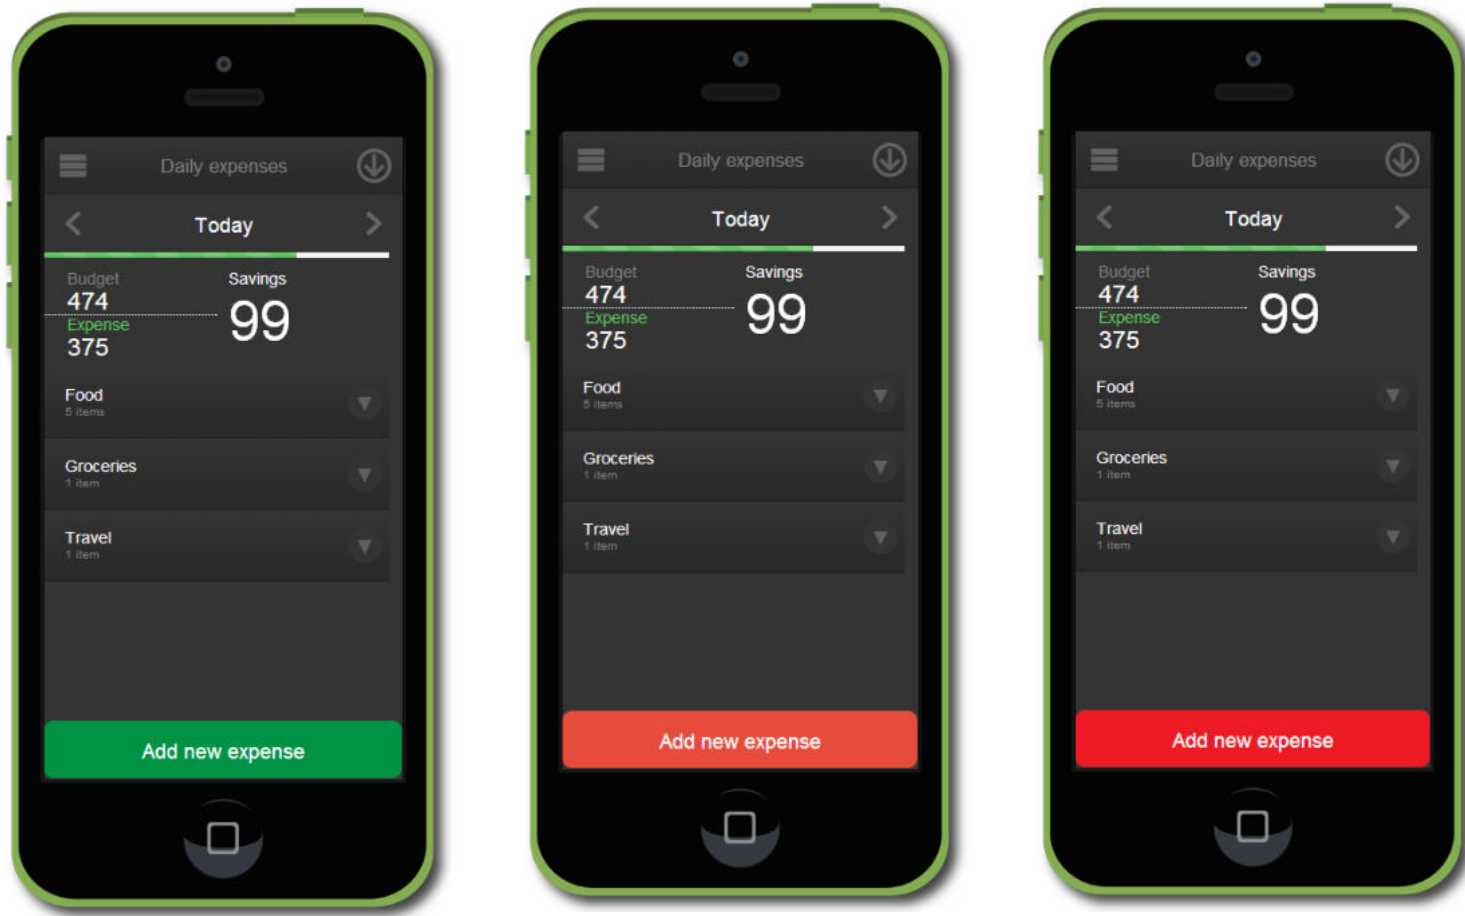 Daily expenses
Today
Budget
474
Expense
375
Savings
99
Food
5 items
Groceries
1 item
Travel
1 item
Add new expense
Daily expenses
Today
Budget
474
Expense
375
Savings
99
Food
5 items
Groceries
1 item
Travel
1 item
Add new expense
Daily expenses
Today
Budget
474
Expense
375
Savings
99
Food
5 items
Groceries
1 item
Travel
1 item
Add new expense